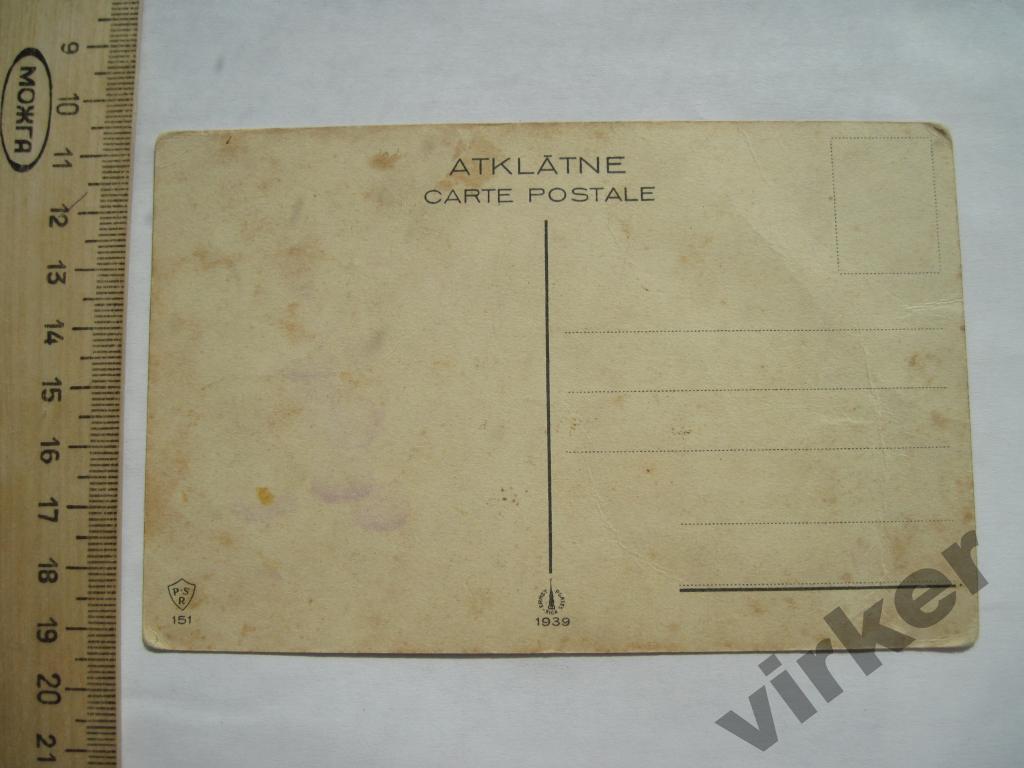 9
10
МОЖГА
11
12
13
14
15
16
17
18
19
20
21
ATKLĀTNE
CARTE POSTALE
P·S
R
151
RIGA
1939
virker